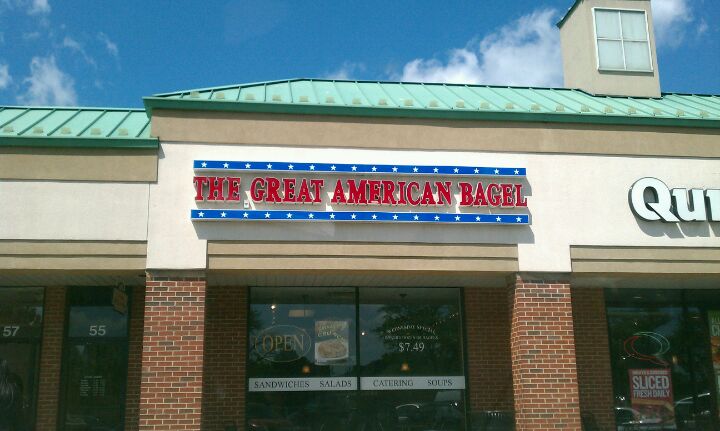 THE GREAT AMERICAN BAGEL
57
55
OPEN
$7.49
SANDWICHES SALADS
CATERING SOUPS
SLICED
FRESH DAILY